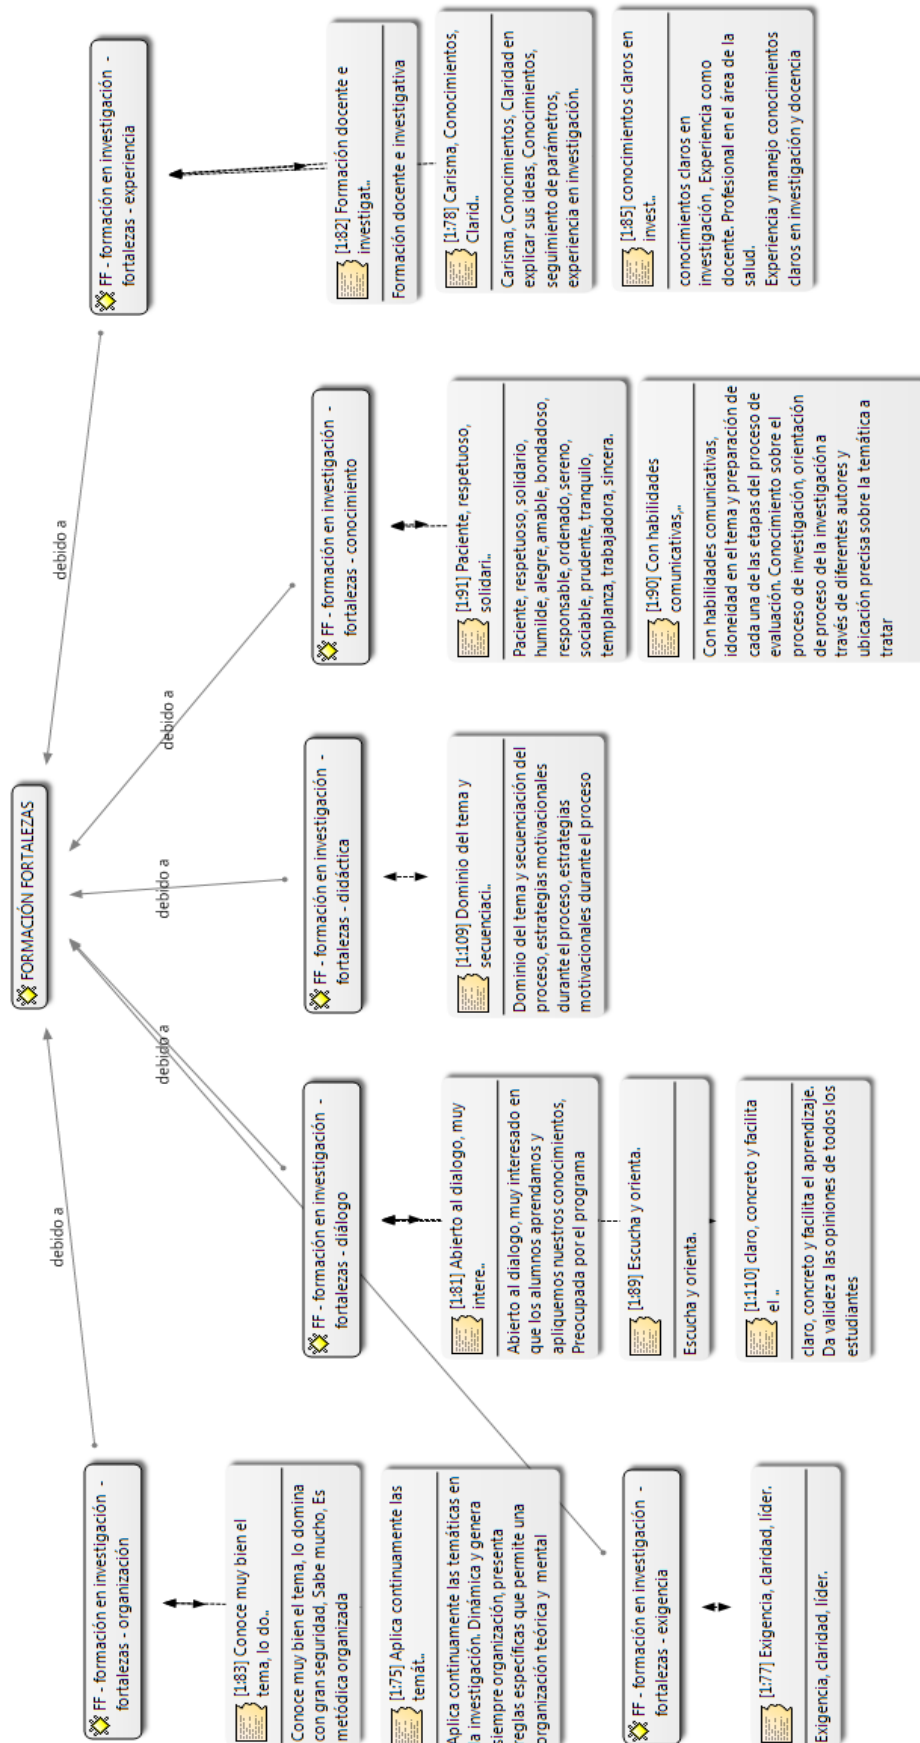 FORMACIÓN FORTALEZAS
debido a
debido a
debido a
debido a
debido a
FF - formación en investigación -
fortalezas - organización
[1:83] Conoce muy bien el
tema, lo do..
Conoce muy bien el tema, lo domina
con gran seguridad, Sabe mucho, Es
metódica organizada
[1:75] Aplica continuamente las
temát..
Aplica continuamente las temáticas en
la investigación. Dinámica y genera
siempre organización, presenta
reglas específicas que permite una
organización teórica y mental
FF - formación en investigación -
fortalezas - exigencia
[1:77] Exigencia, claridad, líder.
Exigencia, claridad, líder.
FF - formación en investigación -
fortalezas - diálogo
[1:81] Abierto al dialogo, muy
intere..
Abierto al dialogo, muy interesado en
que los alumnos aprendamos y
apliquemos nuestros conocimientos,
Preocupada por el programa
[1:89] Escucha y orienta.
Escucha y orienta.
[1:110] claro, concreto y facilita
el ..
claro, concreto y facilita el aprendizaje.
Da validez a las opiniones de todos los
estudiantes
FF - formación en investigación -
fortalezas - didáctica
[1:109] Dominio del tema y
secuenciaci..
Dominio del tema y secuenciación del
proceso, estrategias motivacionales
durante el proceso, estrategias
motivacionales durante el proceso
FF - formación en investigación -
fortalezas - conocimiento
[1:91] Paciente, respetuoso,
solidari..
Paciente, respetuoso, solidario,
humilde, alegre, amable, bondadoso,
responsable, ordenado, sereno,
sociable, prudente, tranquilo,
templanza, trabajadora, sincera.
[1:90] Con habilidades
comunicativas,..
Con habilidades comunicativas,
idoneidad en el tema y preparación de
cada una de las etapas del proceso de
evaluación. Conocimiento sobre el
proceso de investigación, orientación
de proceso de la investigación a
través de diferentes autores y
ubicación precisa sobre la temática a
tratar
FF - formación en investigación -
fortalezas - experiencia
[1:82] Formación docente e
investigat..
Formación docente e investigativa
[1:78] Carisma, Conocimientos,
Clarid..
Carisma, Conocimientos, Claridad en
explicar sus ideas, Conocimientos,
seguimiento de parámetros,
experiencia en investigación.
[1:85] conocimientos claros en
invest..
conocimientos claros en
investigación, Experiencia como
docente. Profesional en el área de la
salud.
Experiencia y manejo conocimientos
claros en investigación y docencia